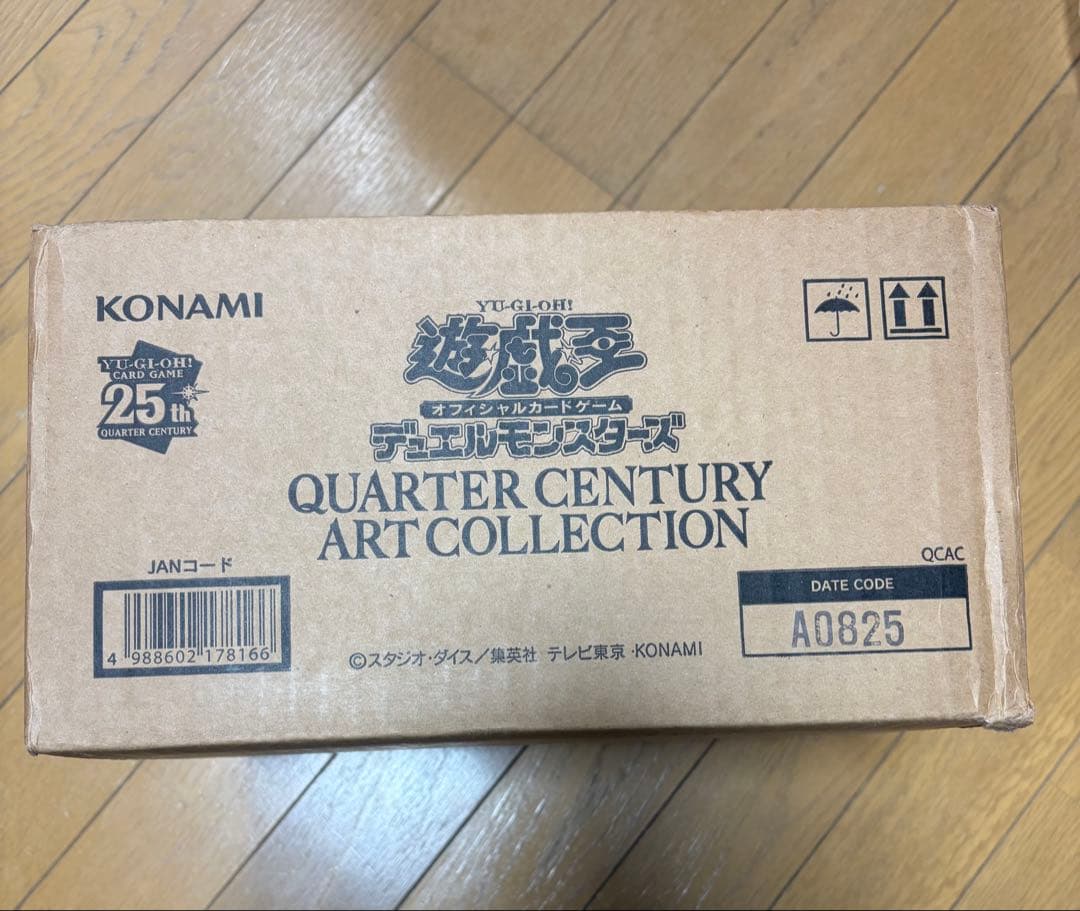 KONAMI
YU-GI-OH!
CARD GAME
25th
QUARTER CENTURY
YU-GI-OH!
遊戯王
オフィシャルカードゲーム
デュエルモンスターズ
QUARTER CENTURY
ART COLLECTION
JANコード
4 988602 178166
©スタジオ・ダイス/集英社 テレビ東京・KONAMI
QCAC
DATE CODE
A0825